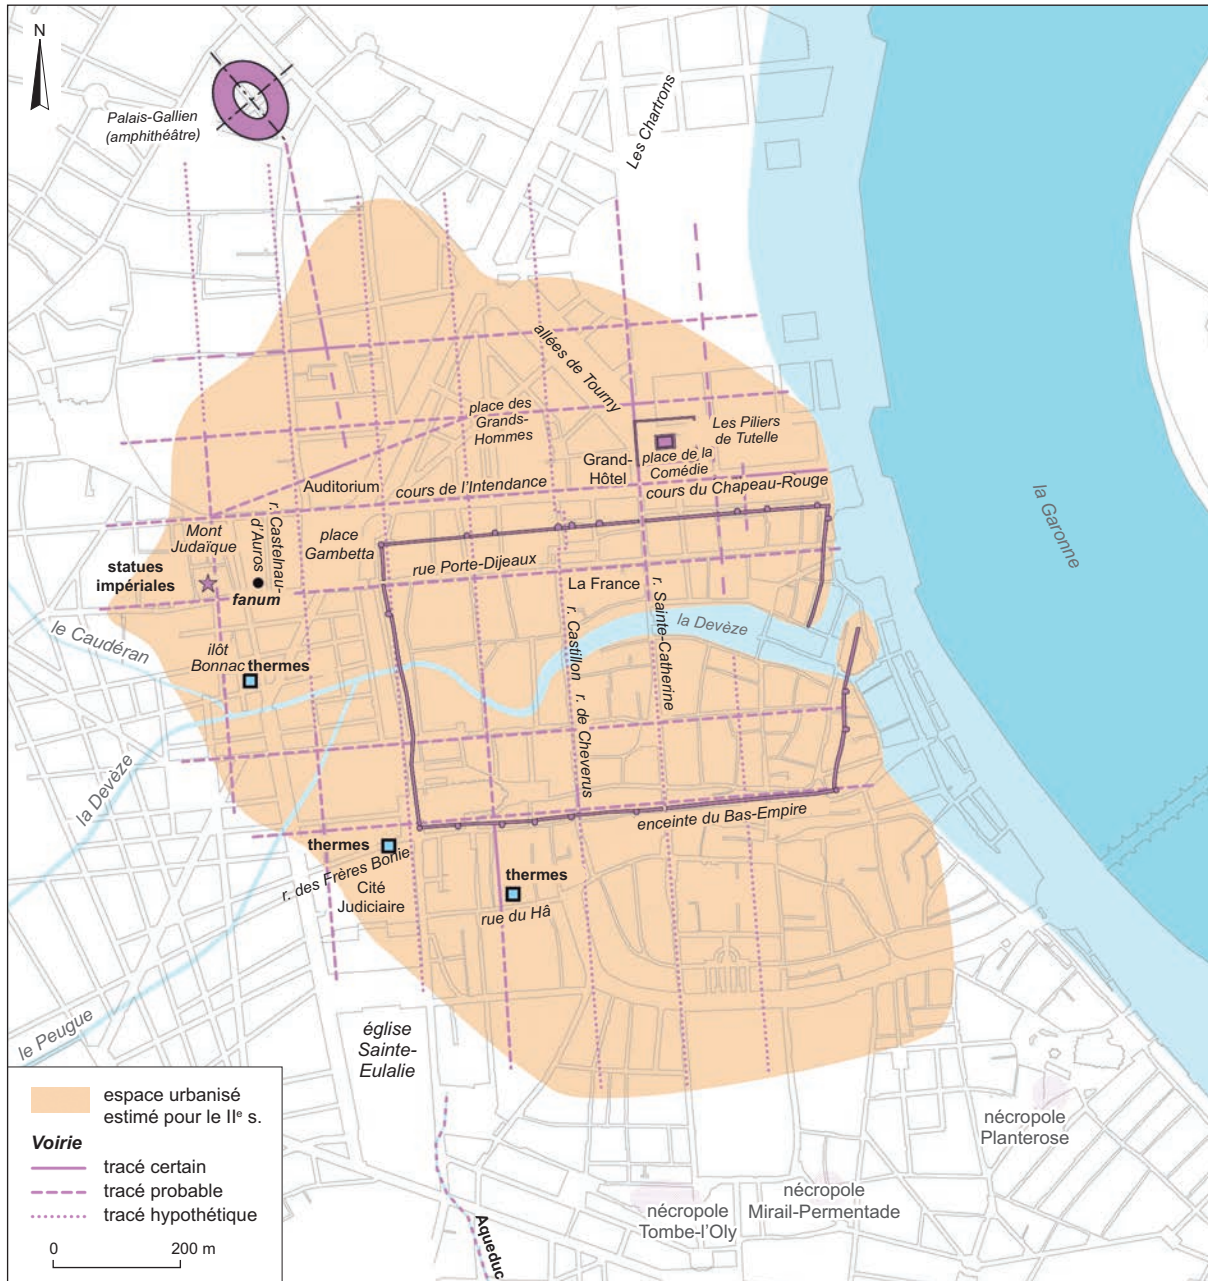 N
Palais-Gallien
(amphithéâtre)
Les Chartrons
allées de Tourny
place des
Grands-
Hommes
Les Piliers
de Tutelle
Grand-
Hôtel
place de la
Comédie
Auditorium
cours de l'Intendance
cours du Chapeau-Rouge
la Garonne
Mont
Judaïque
r. Castelnau-
d'Auros
place
Gambetta
statues
impériales
fanum
rue Porte-Dijeaux
La France
r. Castillon
r. Sainte-Catherine
la Devèze
le Caudéran
ilôt
Bonnac
thermes
r. de Cheverus
la Devèze
enceinte du Bas-Empire
thermes
r. des Frères Bonie
Cité
Judiciaire
thermes
rue du Hâ
le Peugue
église
Sainte-
Eulalie
nécropole
Planterose
nécropole
Mirail-Permentade
nécropole
Tombe-l'Oly
Aqueduc
espace urbanisé
estimé pour le IIe s.
Voirie
tracé certain
tracé probable
tracé hypothétique
0 200 m